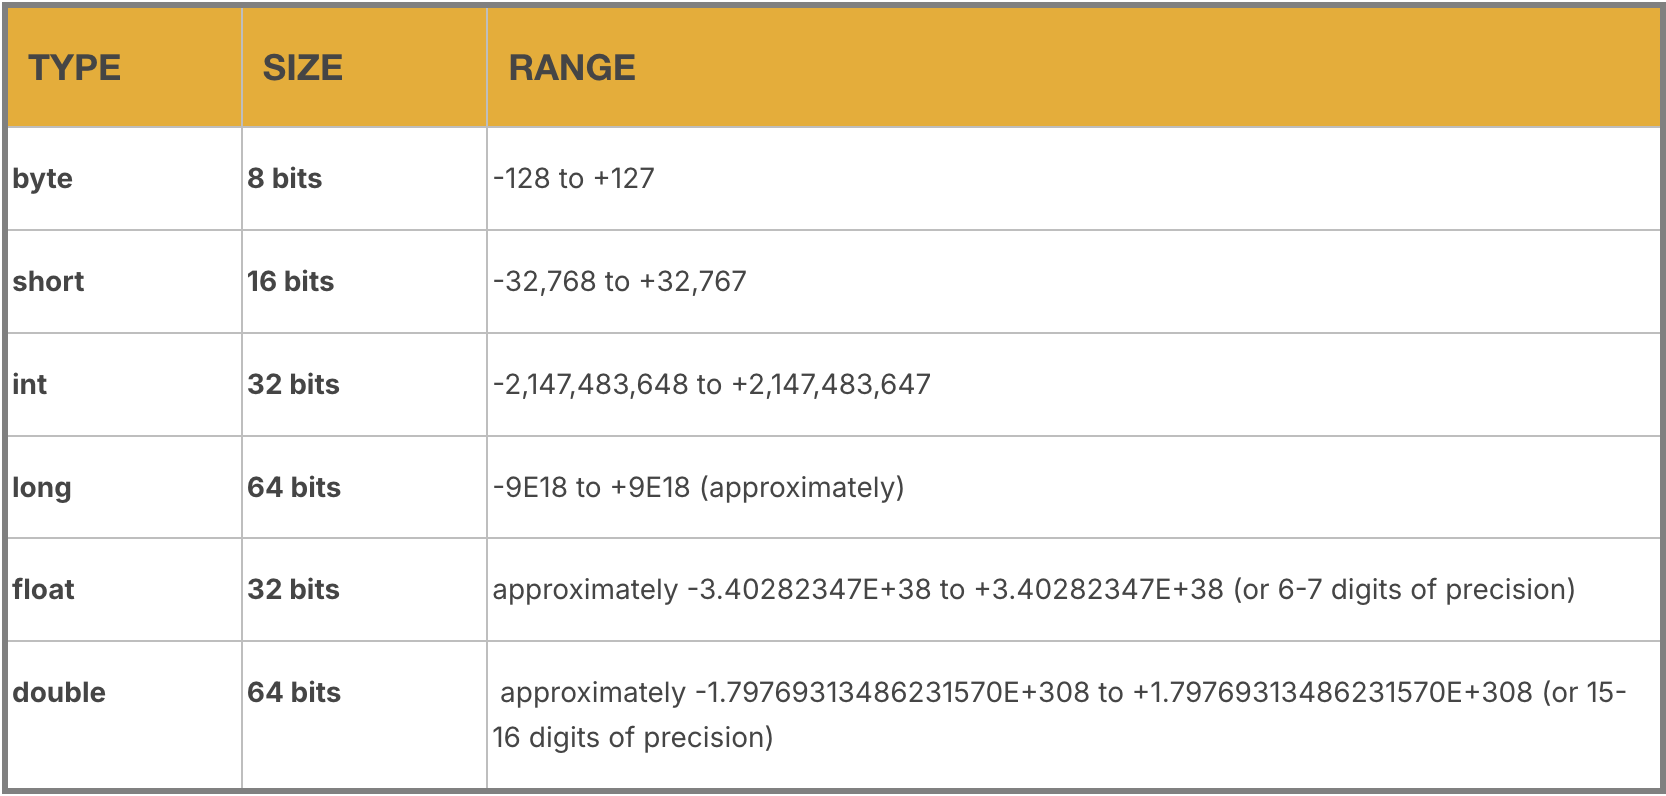 TYPE SIZE RANGE
byte 8 bits -128 to +127
short 16 bits -32,768 to +32,767
int 32 bits -2,147,483,648 to +2,147,483,647
long 64 bits -9E18 to +9E18 (approximately)
float 32 bits approximately -3.40282347E+38 to +3.40282347E+38 (or 6-7 digits of precision)
double 64 bits approximately -1.79769313486231570E+308 to +1.79769313486231570E+308 (or 15-
16 digits of precision)